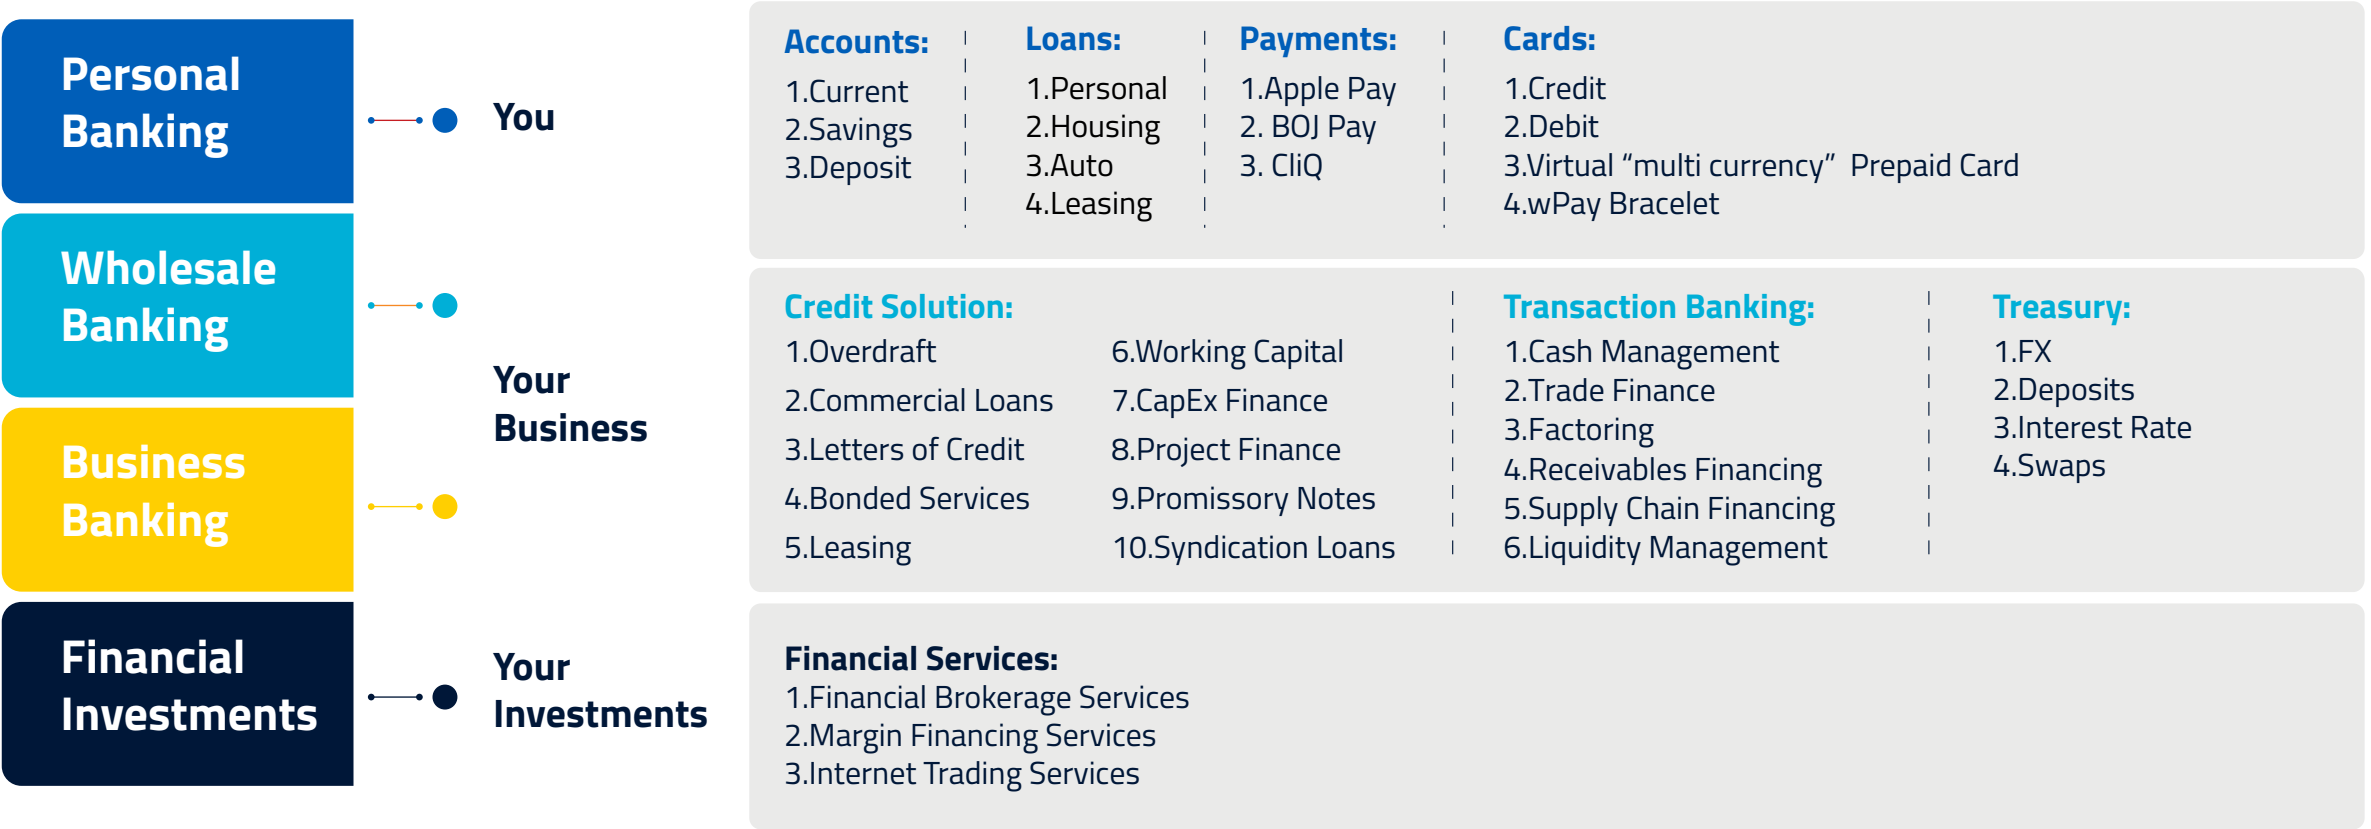 Personal
Banking
You
Accounts:
1.Current
2.Savings
3.Deposit
Loans:
1.Personal
2.Housing
3.Auto
4.Leasing
Payments:
1.Apple Pay
2. BOJ Pay
3. CliQ
Cards:
1.Credit
2.Debit
3.Virtual “multi currency”  Prepaid Card
4.wPay Bracelet
Wholesale
Banking
Business
Banking
Your
Business
Credit Solution:
1.Overdraft
2.Commercial Loans
3.Letters of Credit
4.Bonded Services
5.Leasing
6.Working Capital
7.CapEx Finance
8.Project Finance
9.Promissory Notes
10.Syndication Loans
Transaction Banking:
1.Cash Management
2.Trade Finance
3.Factoring
4.Receivables Financing
5.Supply Chain Financing
6.Liquidity Management
Treasury:
1.FX
2.Deposits
3.Interest Rate
4.Swaps
Financial
Investments
Your
Investments
Financial Services:
1.Financial Brokerage Services
2.Margin Financing Services
3.Internet Trading Services